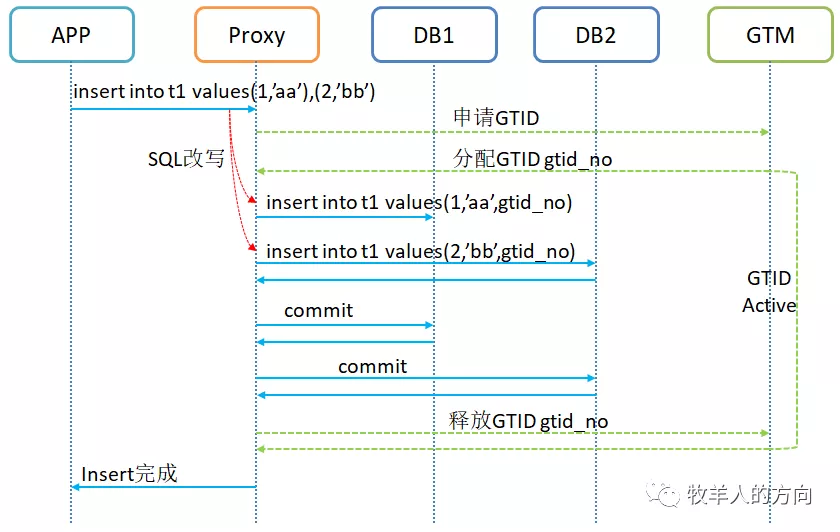 APP
Proxy
DB1
DB2
GTM
insert into t1 values(1,’aa’),(2,’bb’)
申请GTID
SQL改写
分配GTID gtid_no
insert into t1 values(1,’aa’,gtid_no)
insert into t1 values(2,’bb’,gtid_no)
GTID
Active
commit
commit
释放GTID gtid_no
Insert完成
牧羊人的方向